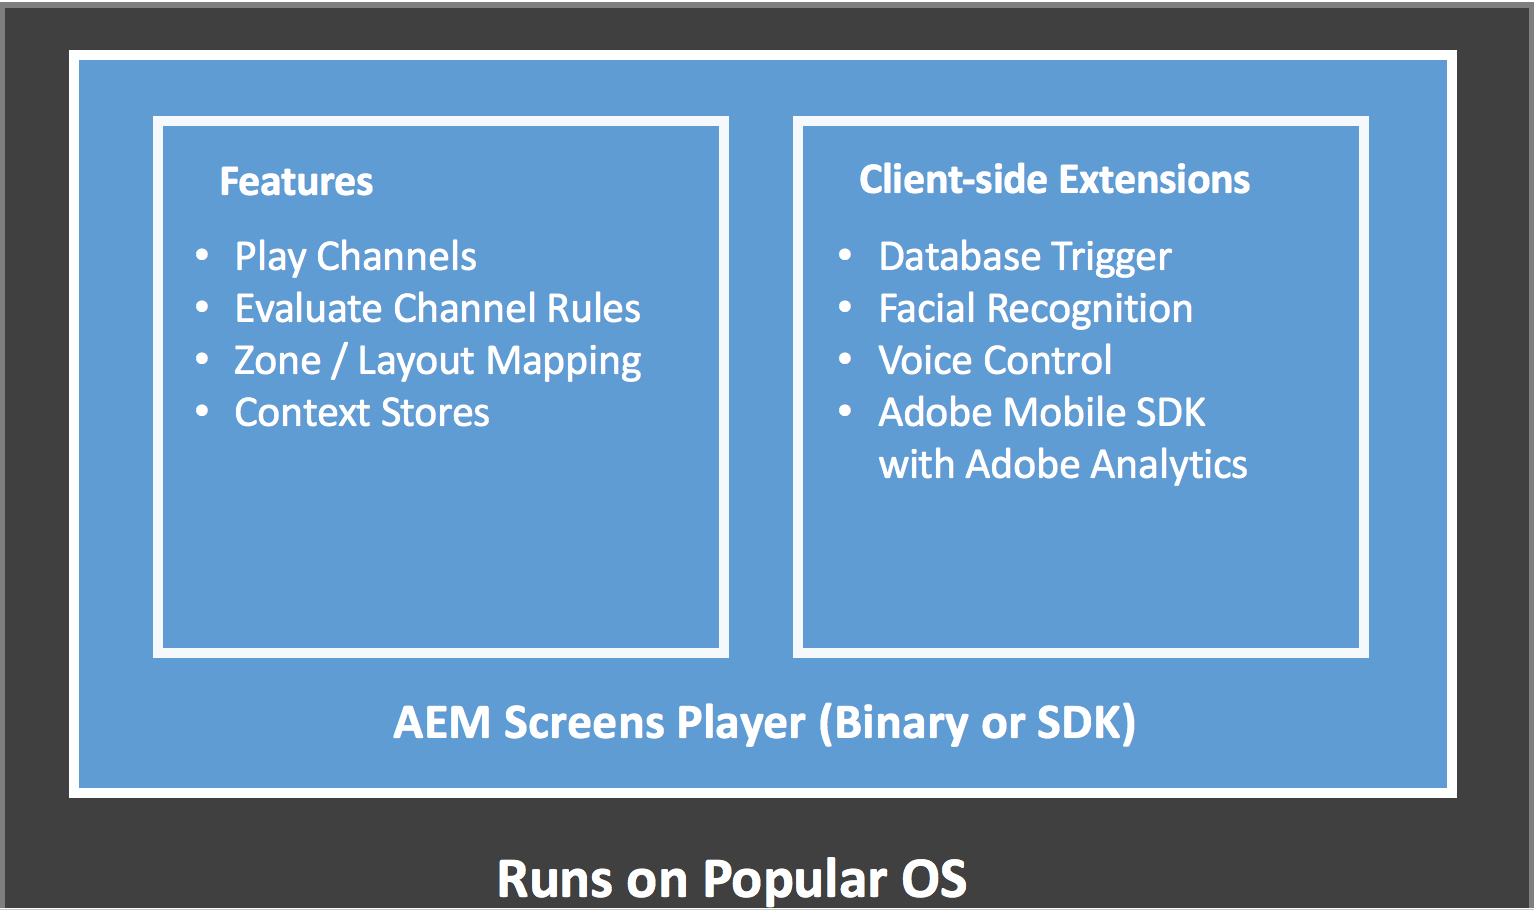 Features
• Play Channels
• Evaluate Channel Rules
• Zone / Layout Mapping
• Context Stores
Client-side Extensions
• Database Trigger
• Facial Recognition
• Voice Control
• Adobe Mobile SDK
with Adobe Analytics
AEM Screens Player (Binary or SDK)
Runs on Popular OS